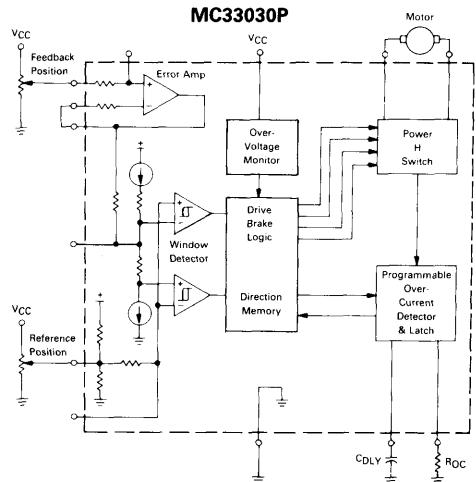 MC33030P
Motor
VCC
Feedback
Position
VCC
Error Amp
+
−
Over-
Voltage
Monitor
Power
H
Switch
+
+
−
Drive
Brake
Logic
Window
Detector
+
−
Direction
Memory
Programmable
Over-
Current
Detector
& Latch
VCC
Reference
Position
+
CDLY
ROC